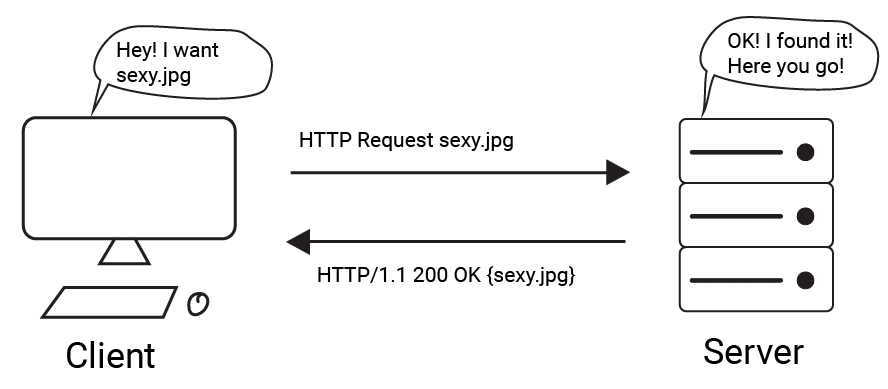 Hey! I want
sexy.jpg
OK! I found it!
Here you go!
HTTP Request sexy.jpg
HTTP/1.1 200 OK {sexy.jpg}
Client
Server